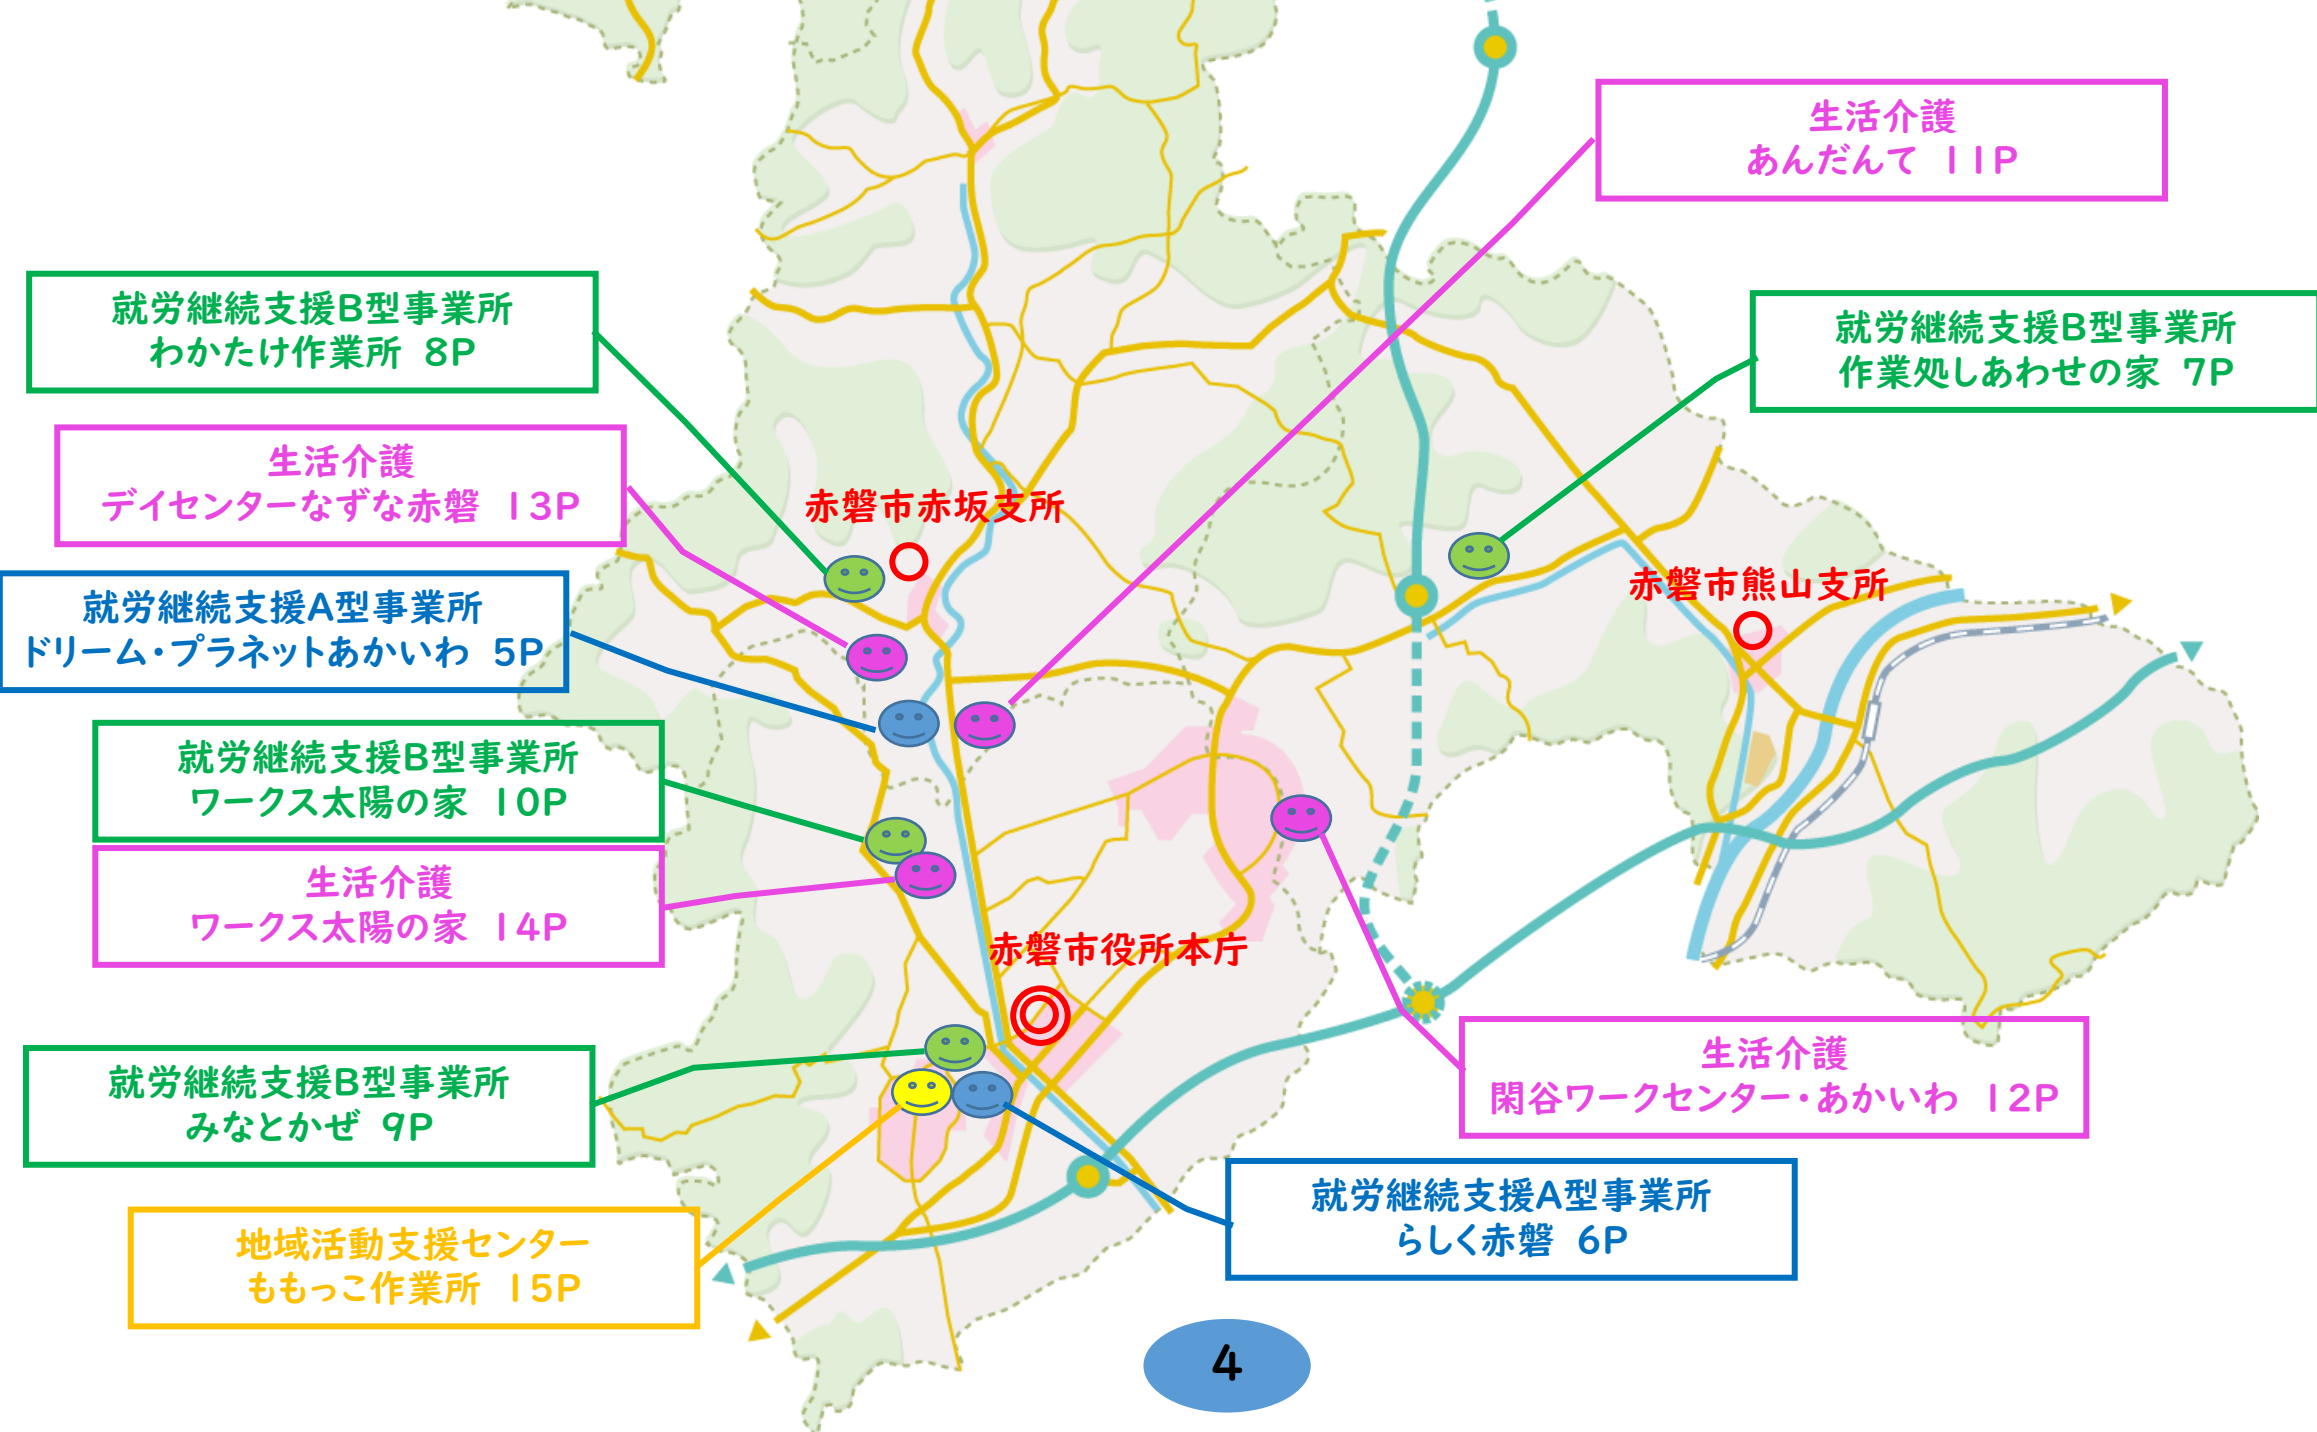 生活介護
あんだんて 11P
就労継続支援B型事業所
わかたけ作業所 8P
就労継続支援B型事業所
作業処しあわせの家 7P
生活介護
デイセンターなずな赤磐 13P
赤磐市赤坂支所
就労継続支援A型事業所
ドリーム・プラネットあかいわ 5P
赤磐市熊山支所
就労継続支援B型事業所
ワークス太陽の家 10P
生活介護
ワークス太陽の家 14P
赤磐市役所本庁
就労継続支援B型事業所
みなとかぜ 9P
生活介護
閑谷ワークセンター・あかいわ 12P
就労継続支援A型事業所
らしく赤磐 6P
地域活動支援センター
ももっこ作業所 15P
4